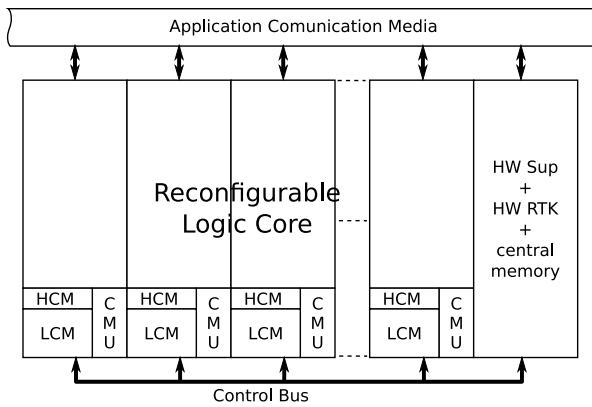 Application Comunication Media
Reconfigurable
Logic Core
HW Sup
+
HW RTK
+
central
memory
HCM
LCM
C
M
U
HCM
LCM
C
M
U
HCM
LCM
C
M
U
HCM
LCM
C
M
U
Control Bus